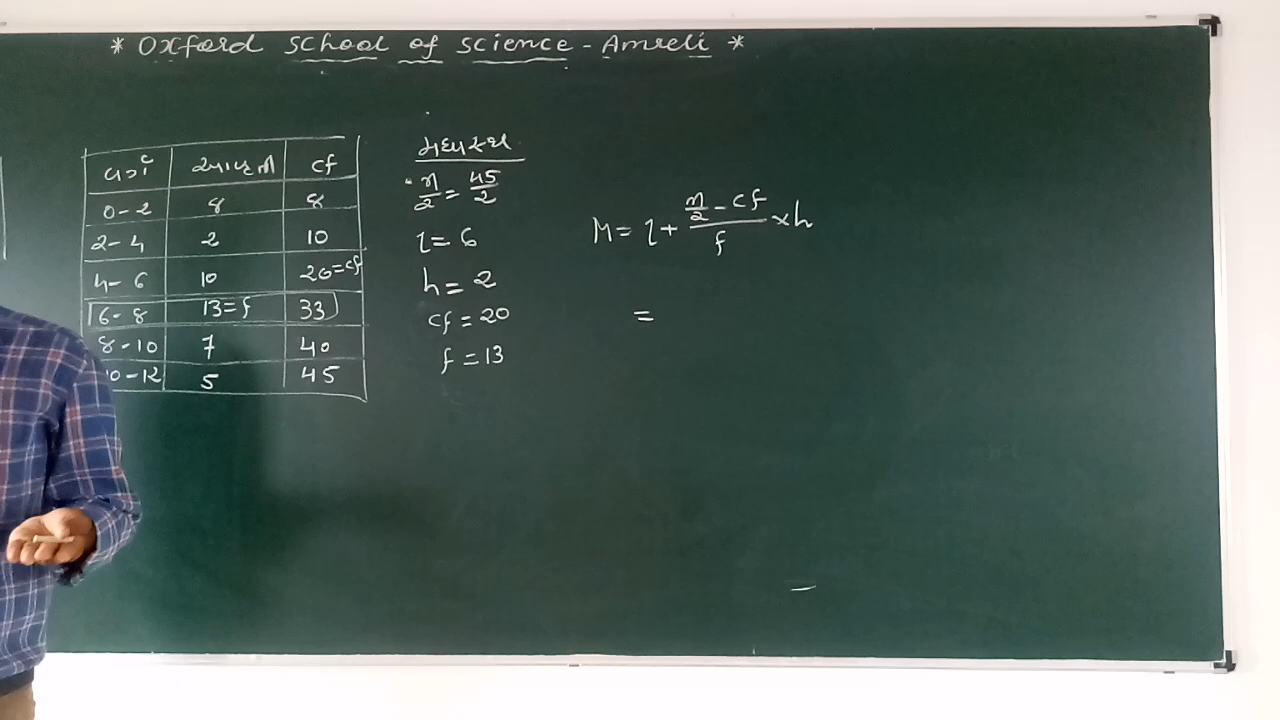 * Oxford School of Science - Amreli *
વર્ગ આવૃત્તિ cf
0-2 8 8
2-4 2 10
4-6 10 20=cf
6-8 13=f 33
8-10 7 40
10-12 5 45
મધ્યસ્થ
n/2 = 45/2
l = 6
h = 2
cf = 20
f = 13
M = l + (n/2 - cf)/f × h
=